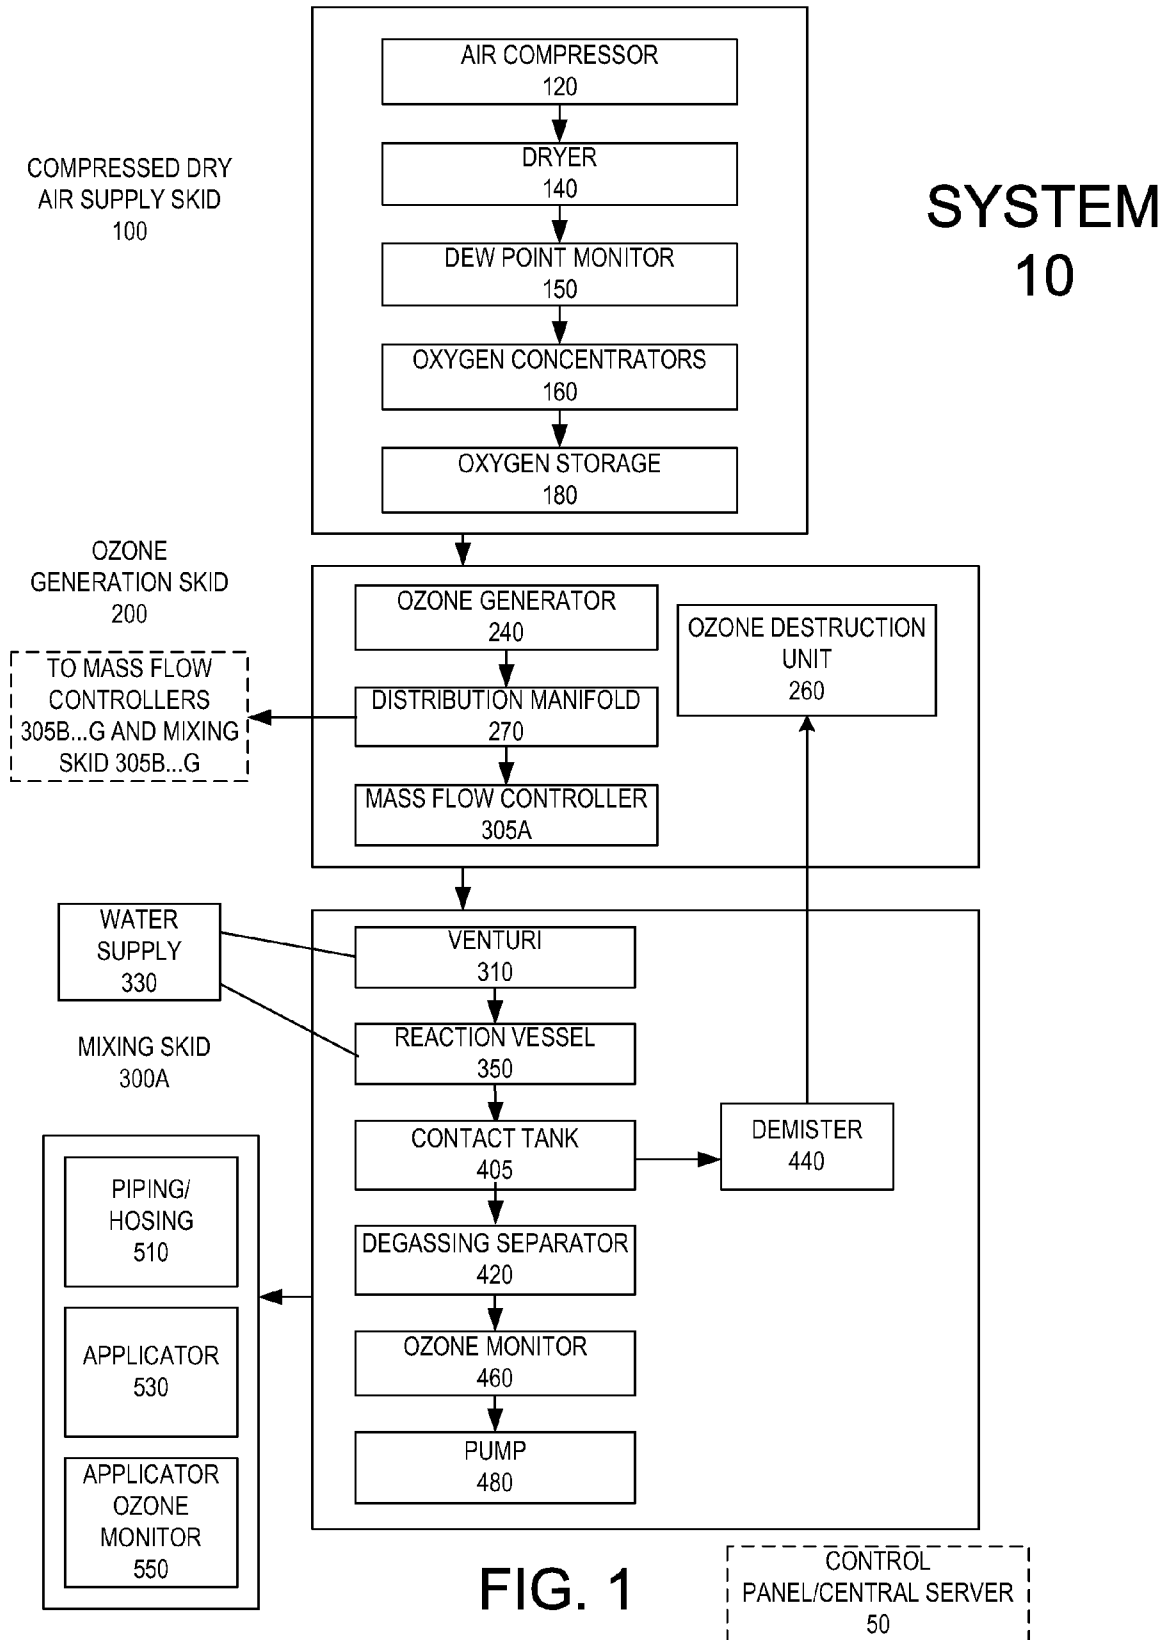 AIR COMPRESSOR
120
DRYER
140
DEW POINT MONITOR
150
OXYGEN CONCENTRATORS
160
OXYGEN STORAGE
180
COMPRESSED DRY
AIR SUPPLY SKID
100
SYSTEM
10
OZONE
GENERATION SKID
200
TO MASS FLOW
CONTROLLERS
305B...G AND MIXING
SKID 305B...G
OZONE GENERATOR
240
DISTRIBUTION MANIFOLD
270
MASS FLOW CONTROLLER
305A
OZONE DESTRUCTION
UNIT
260
WATER
SUPPLY
330
MIXING SKID
300A
VENTURI
310
REACTION VESSEL
350
CONTACT TANK
405
DEMISTER
440
DEGASSING SEPARATOR
420
OZONE MONITOR
460
PUMP
480
PIPING/
HOSING
510
APPLICATOR
530
APPLICATOR
OZONE
MONITOR
550
FIG. 1
CONTROL
PANEL/CENTRAL SERVER
50